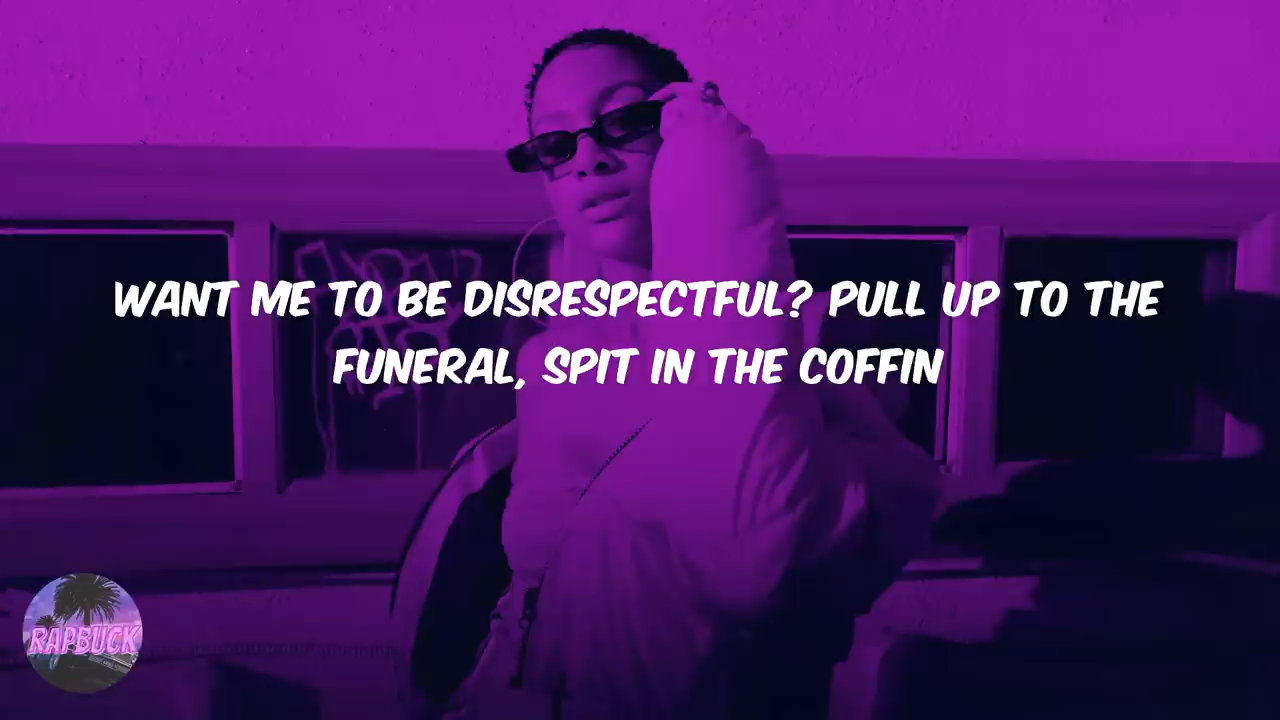 WANT ME TO BE DISRESPECTFUL? PULL UP TO THE
FUNERAL, SPIT IN THE COFFIN
RAPBUCK